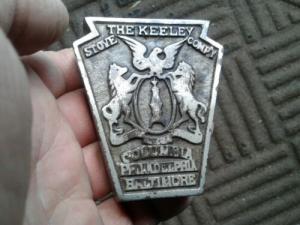 THE KEELEY
STOVE COMP'Y
COLUMBIA
PHILADELPHIA
BALTIMORE